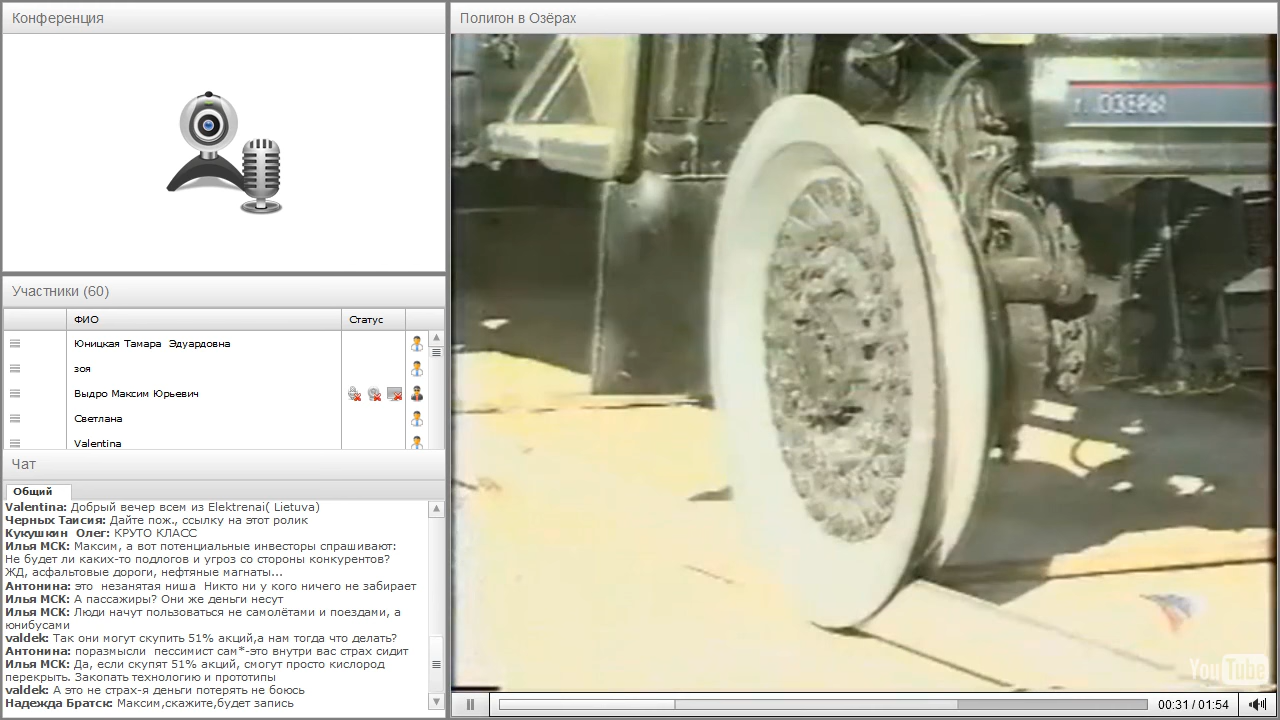 Конференция
Полигон в Озёрах
г. ОЗЕРЫ
Участники (60)
ФИО
Статус
Юницкая Тамара Эдуардовна
зоя
Выдро Максим Юрьевич
Светлана
Valentina
Чат
Общий
Valentina: Добрый вечер всем из Elektrenai( Lietuva)
Черных Таисия: Дайте пож., ссылку на этот ролик
Кукушкин Олег: КРУТО КЛАСС
Илья МСК: Максим, а вот потенциальные инвесторы спрашивают:
Не будет ли каких-то подлогов и угроз со стороны конкурентов?
ЖД, асфальтовые дороги, нефтяные магнаты...
Антонина: это незанятая ниша Никто ни у кого ничего не забирает
Илья МСК: А пассажиры? Они же деньги несут
Илья МСК: Люди начут пользоваться не самолётами и поездами, а
юнибусами
valdek: Так они могут скупить 51% акций,а нам тогда что делать?
Антонина: поразмысли пессимист сам*-это внутри вас страх сидит
Илья МСК: Да, если скупят 51% акций, смогут просто кислород
перекрыть. Закопать технологию и прототипы
valdek: А это не страх-я деньги потерять не боюсь
Надежда Братск: Максим,скажите,будет запись
YouTube
00:31 / 01:54